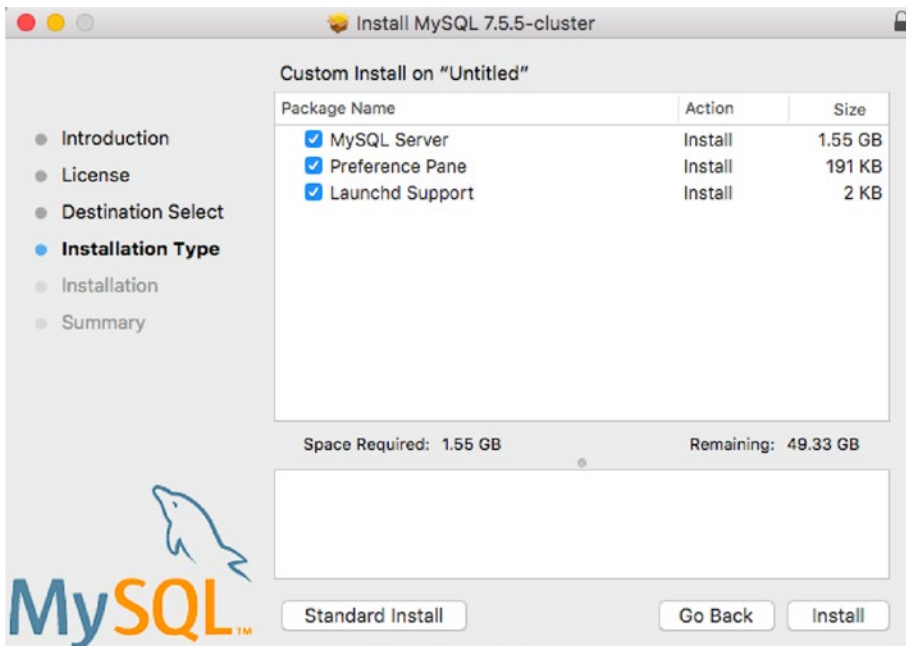 Install MySQL 7.5.5-cluster
Custom Install on "Untitled"
Introduction
License
Destination Select
Installation Type
Installation
Summary
Package Name Action Size
MySQL Server Install 1.55 GB
Preference Pane Install 191 KB
Launchd Support Install 2 KB
Space Required: 1.55 GB Remaining: 49.33 GB
MySQL TM
Standard Install Go Back Install